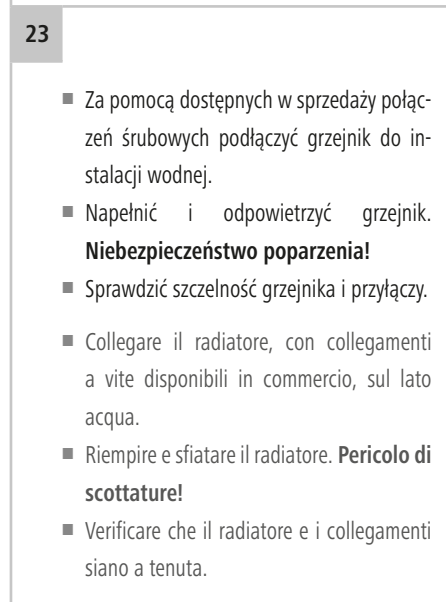 23
■ Za pomocą dostępnych w sprzedaży połąc-
zeń śrubowych podłączyć grzejnik do in-
stalacji wodnej.
■ Napełnić i odpowietrzyć grzejnik.
Niebezpieczeństwo poparzenia!
■ Sprawdzić szczelność grzejnika i przyłączy.
■ Collegare il radiatore, con collegamenti
a vite disponibili in commercio, sul lato
acqua.
■ Riempire e sfiatare il radiatore. Pericolo di
scottature!
■ Verificare che il radiatore e i collegamenti
siano a tenuta.